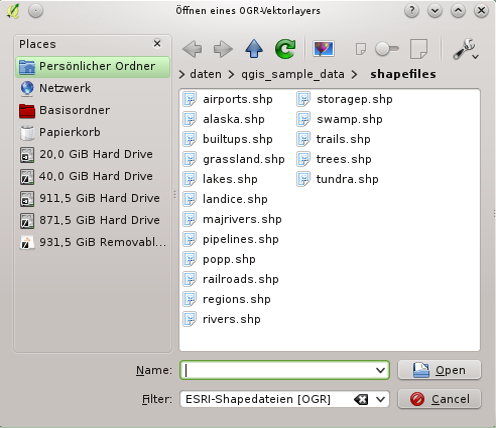 Öffnen eines OGR-Vektorlayers
Places
Persönlicher Ordner
Netzwerk
Basisordner
Papierkorb
20,0 GiB Hard Drive
40,0 GiB Hard Drive
911,5 GiB Hard Drive
871,5 GiB Hard Drive
931,5 GiB Removabl...
> daten > qgis_sample_data > shapefiles
airports.shp
alaska.shp
builtups.shp
grassland.shp
lakes.shp
landice.shp
majrivers.shp
pipelines.shp
popp.shp
railroads.shp
regions.shp
rivers.shp
storagep.shp
swamp.shp
trails.shp
trees.shp
tundra.shp
Name:
Open
Filter: ESRI-Shapedateien [OGR]
Cancel